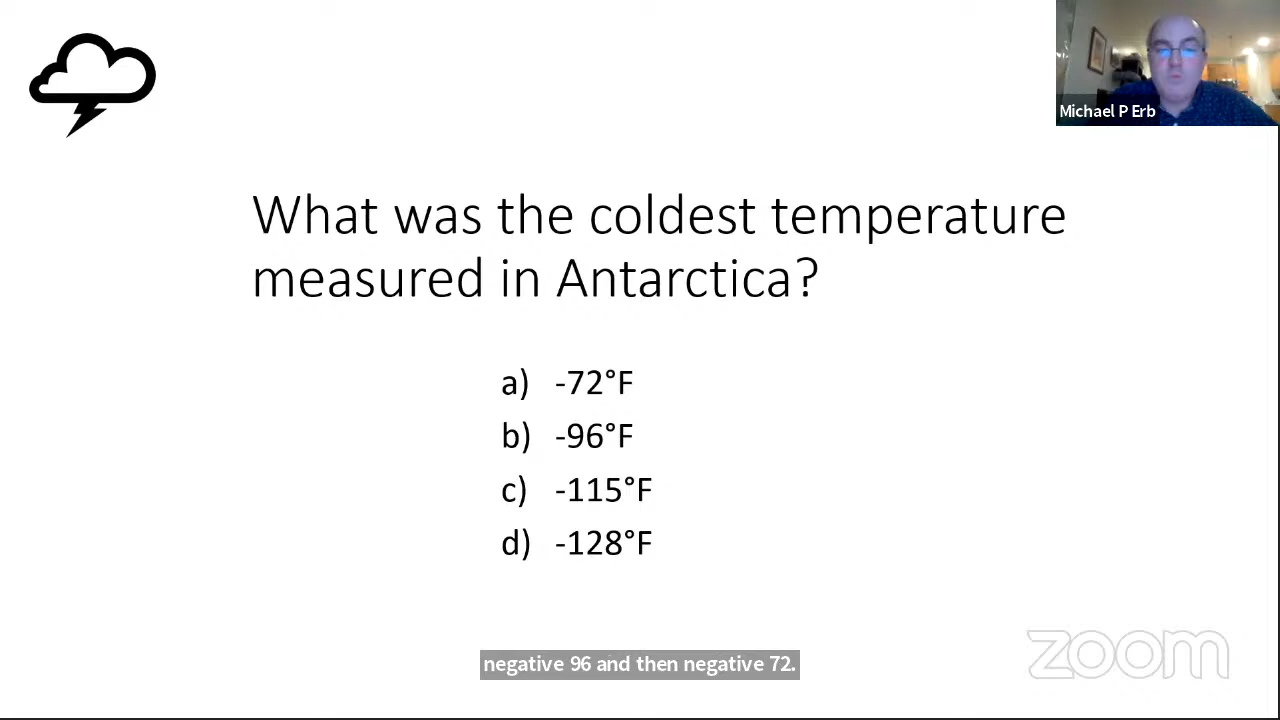 Michael P Erb
What was the coldest temperature
measured in Antarctica?
a) -72°F
b) -96°F
c) -115°F
d) -128°F
negative 96 and then negative 72.
zoom